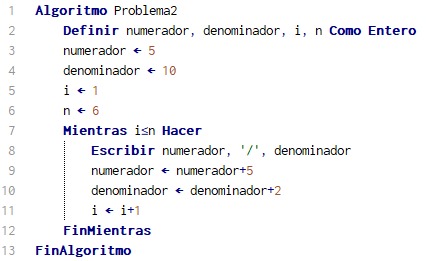 1 Algoritmo Problema2
2 Definir numerador, denominador, i, n Como Entero
3 numerador ← 5
4 denominador ← 10
5 i ← 1
6 n ← 6
7 Mientras i≤n Hacer
8 Escribir numerador, '/', denominador
9 numerador ← numerador+5
10 denominador ← denominador+2
11 i ← i+1
12 FinMientras
13 FinAlgoritmo